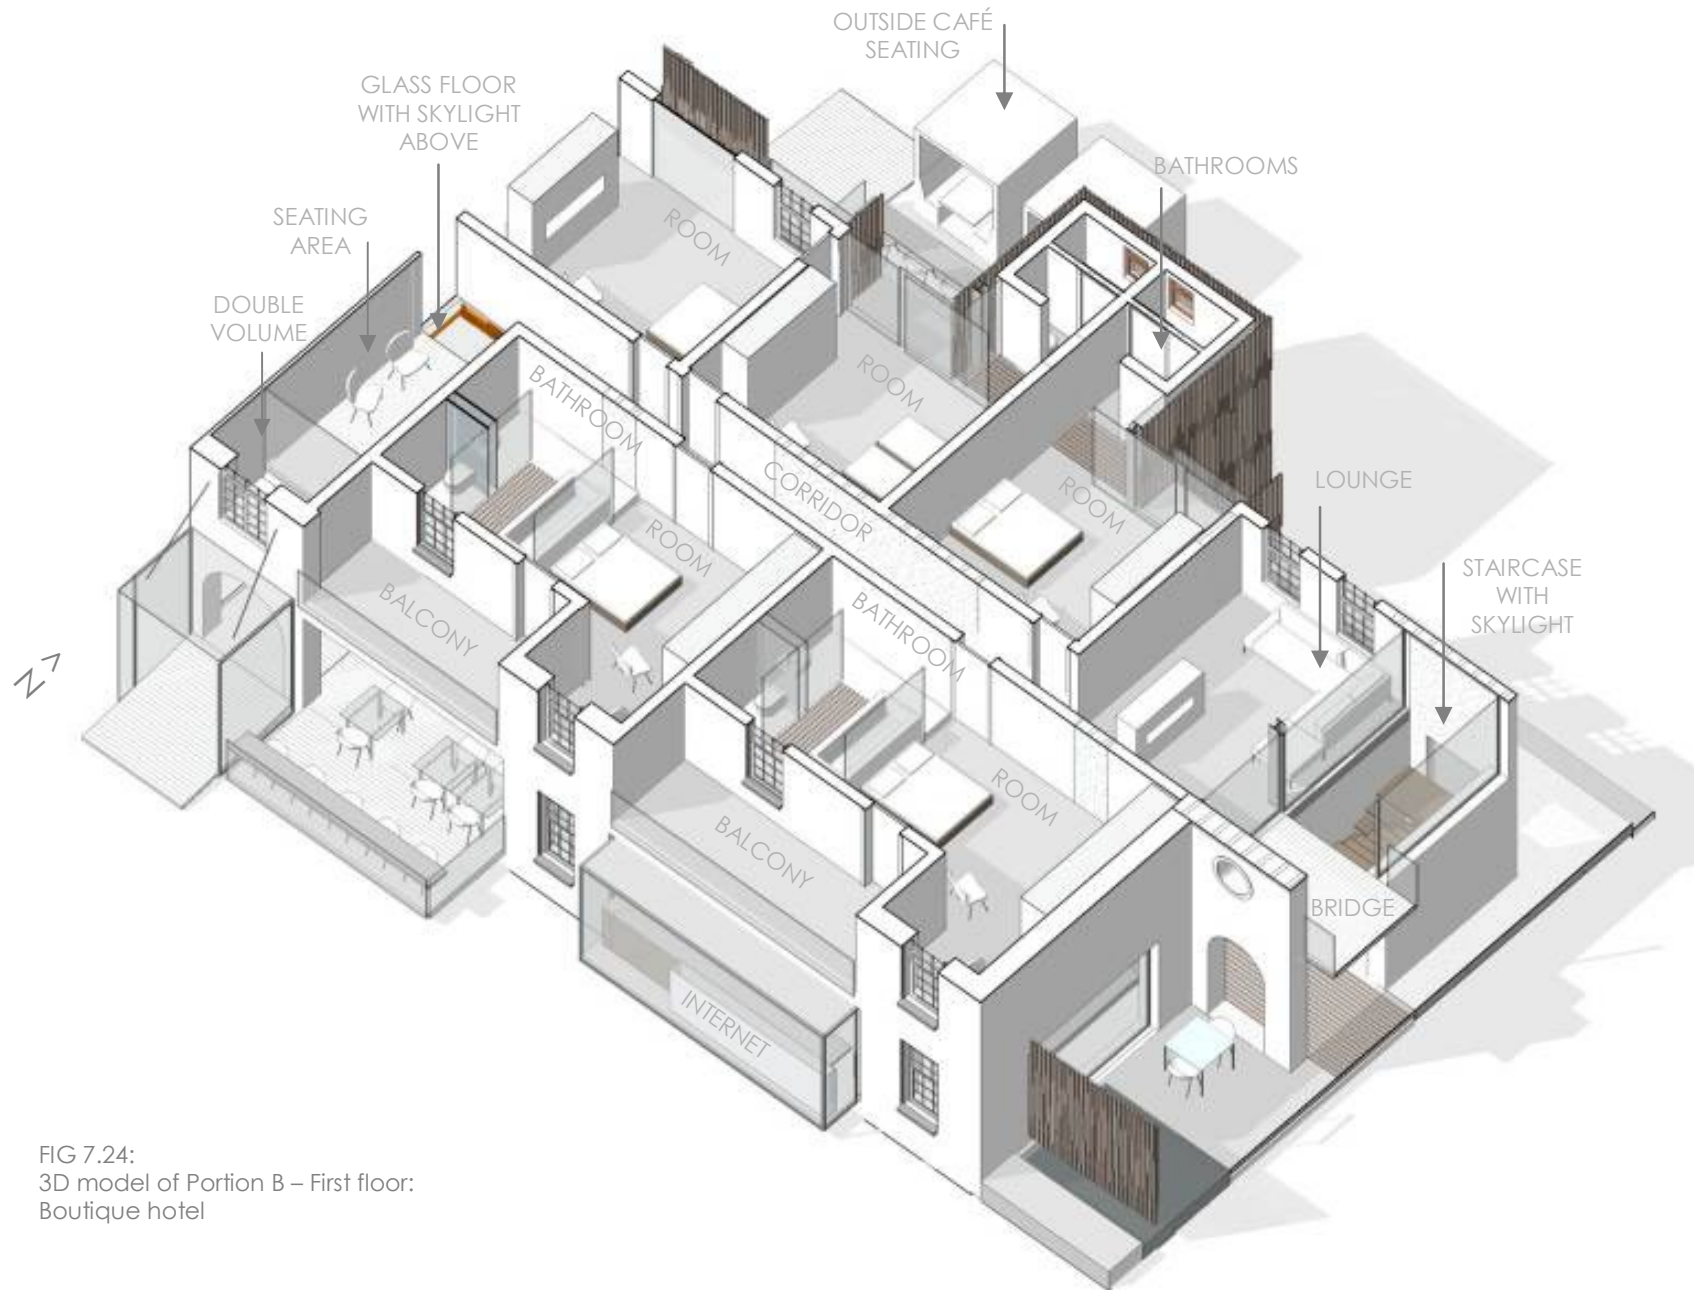 OUTSIDE CAFÉ
SEATING
GLASS FLOOR
WITH SKYLIGHT
ABOVE
BATHROOMS
SEATING
AREA
ROOM
DOUBLE
VOLUME
ROOM
BATHROOM
CORRIDOR
ROOM
LOUNGE
ROOM
STAIRCASE
WITH
SKYLIGHT
BALCONY
BATHROOM
N >
ROOM
BALCONY
BRIDGE
INTERNET
FIG 7.24:
3D model of Portion B – First floor:
Boutique hotel